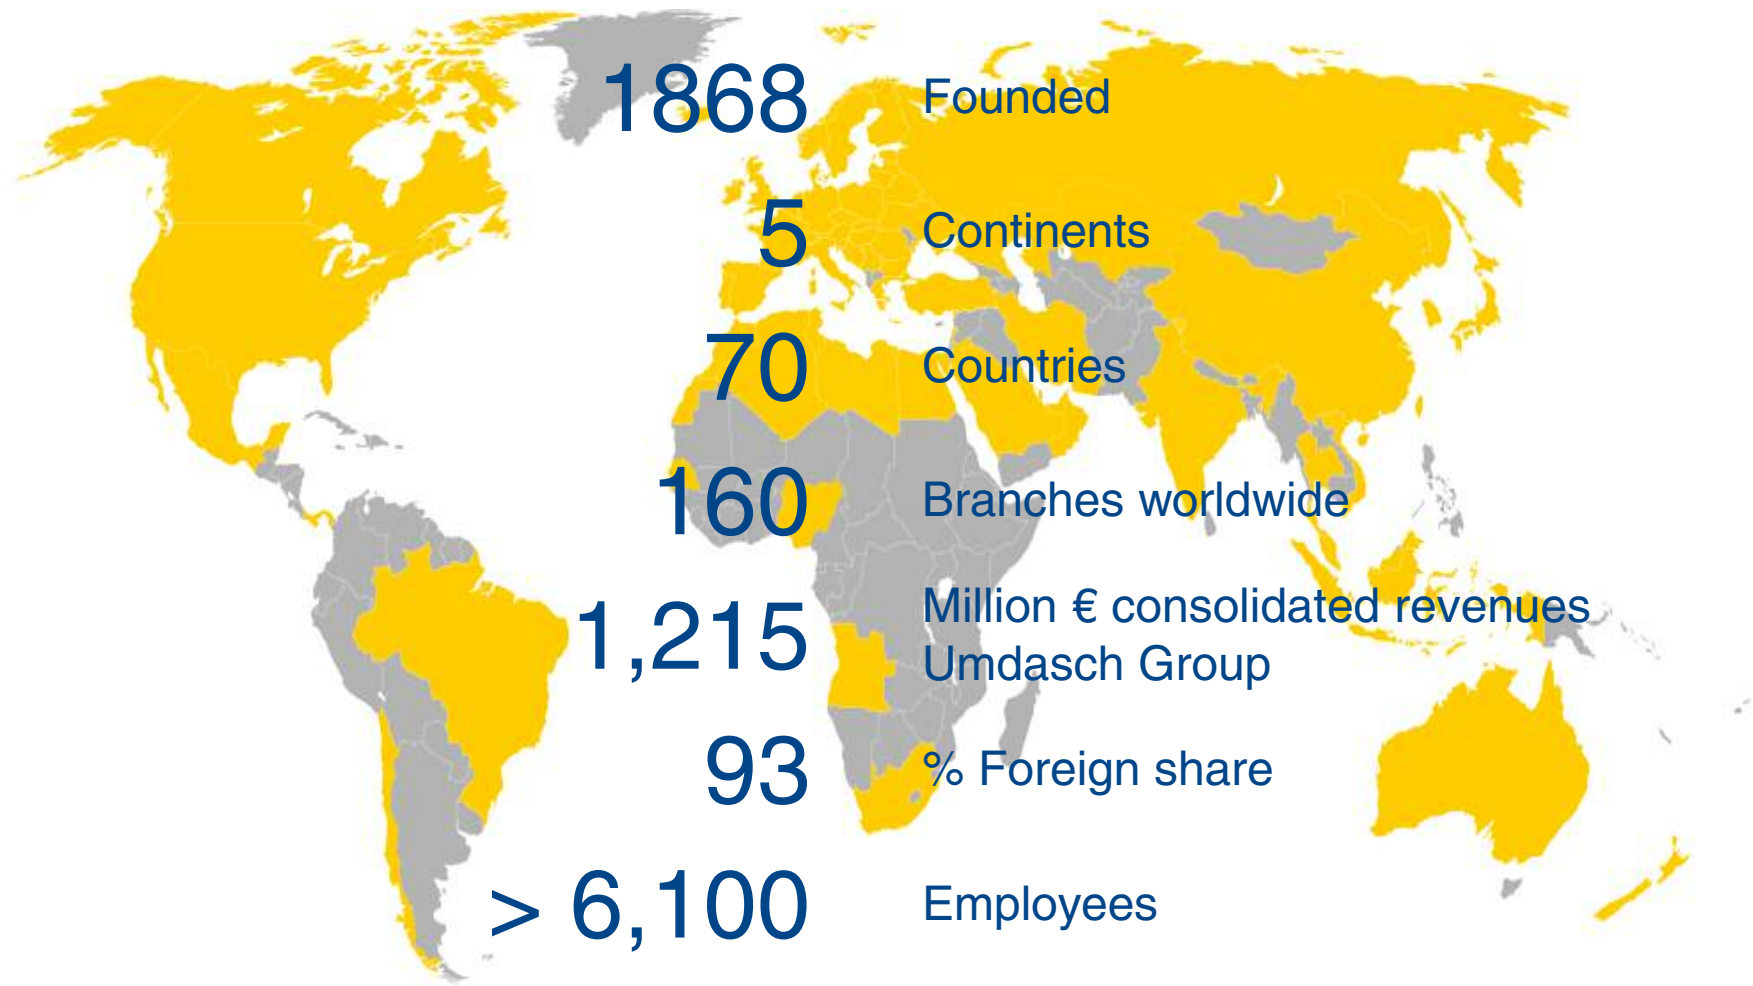 1868 Founded
5 Continents
70 Countries
160 Branches worldwide
1,215 Million € consolidated revenues
Umdasch Group
93 % Foreign share
> 6,100 Employees